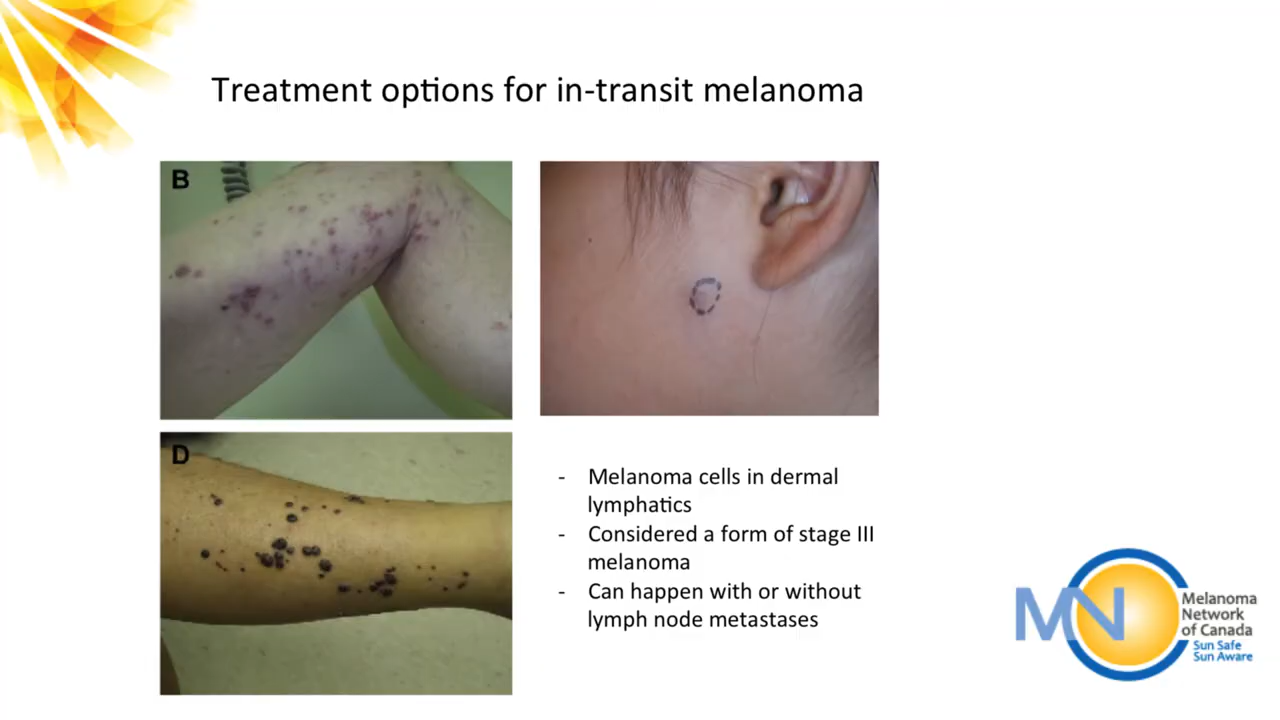 Treatment options for in-transit melanoma
B
D
- Melanoma cells in dermal
lymphatics
- Considered a form of stage III
melanoma
- Can happen with or without
lymph node metastases
MN
Melanoma
Network
of Canada
Sun Safe
Sun Aware